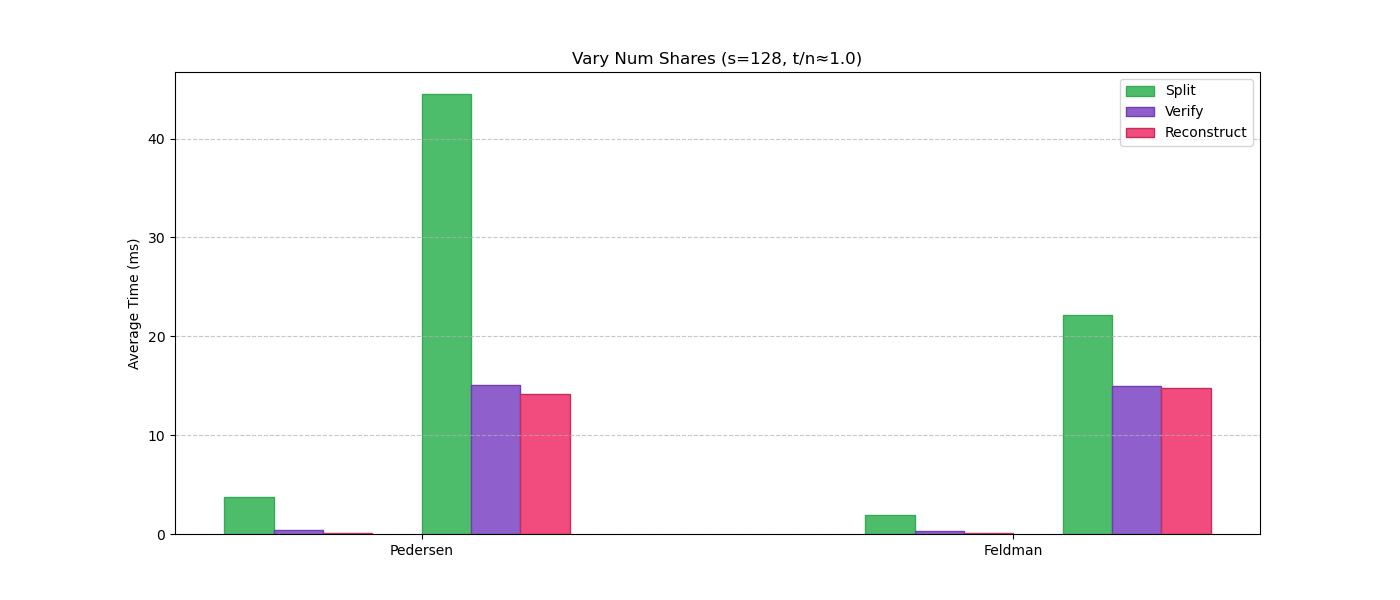 Vary Num Shares (s=128, t/n≈1.0)
Split
Verify
Reconstruct
Average Time (ms)
40
30
20
10
0
Pedersen
Feldman